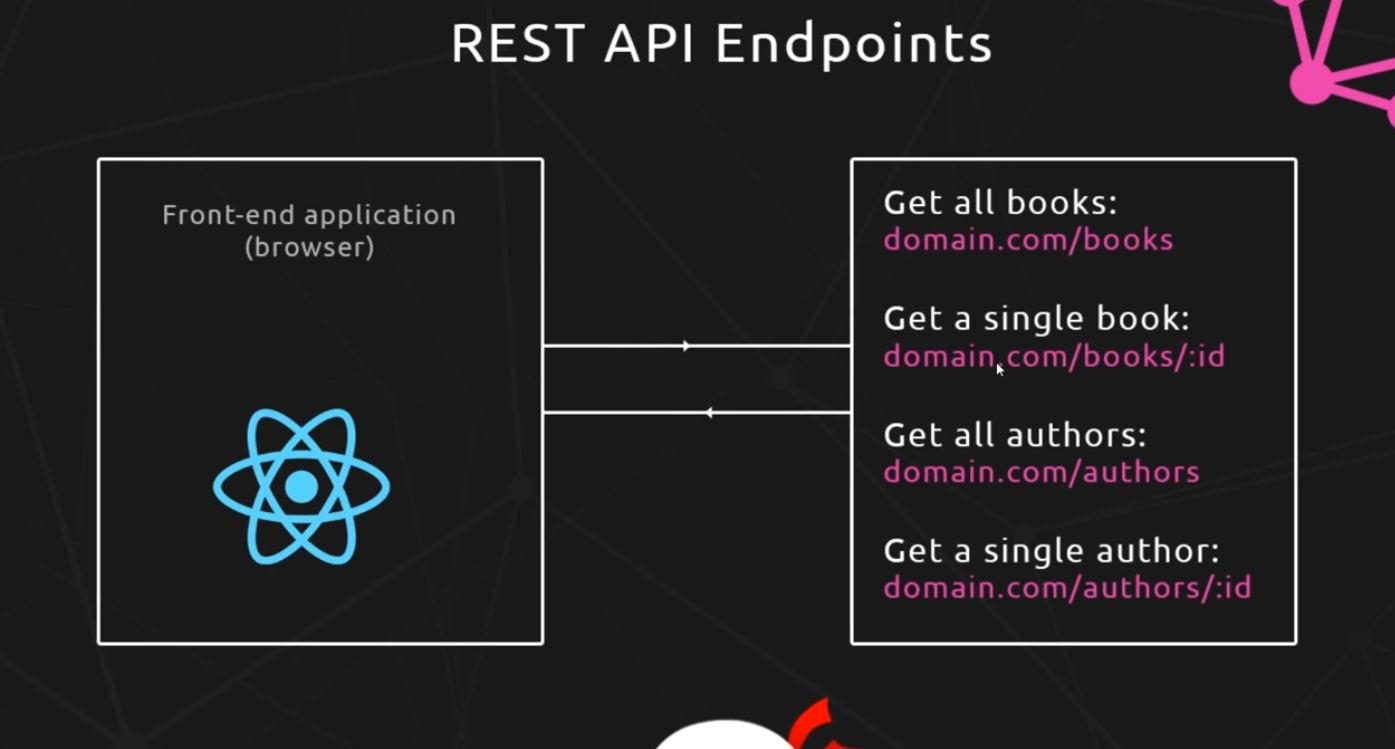 REST API Endpoints
Front-end application
(browser)
Get all books:
domain.com/books
Get a single book:
domain.com/books/:id
Get all authors:
domain.com/authors
Get a single author:
domain.com/authors/:id